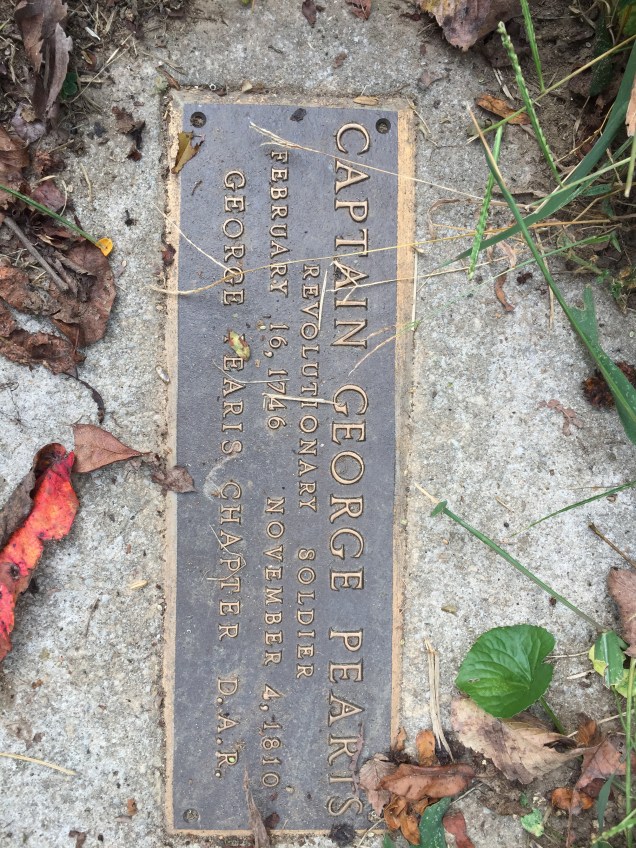 CAPTAIN GEORGE PEARIS
REVOLUTIONARY SOLDIER
FEBRUARY 16, 1746 NOVEMBER 4, 1810
GEORGE PEARIS CHAPTER D.A.R.